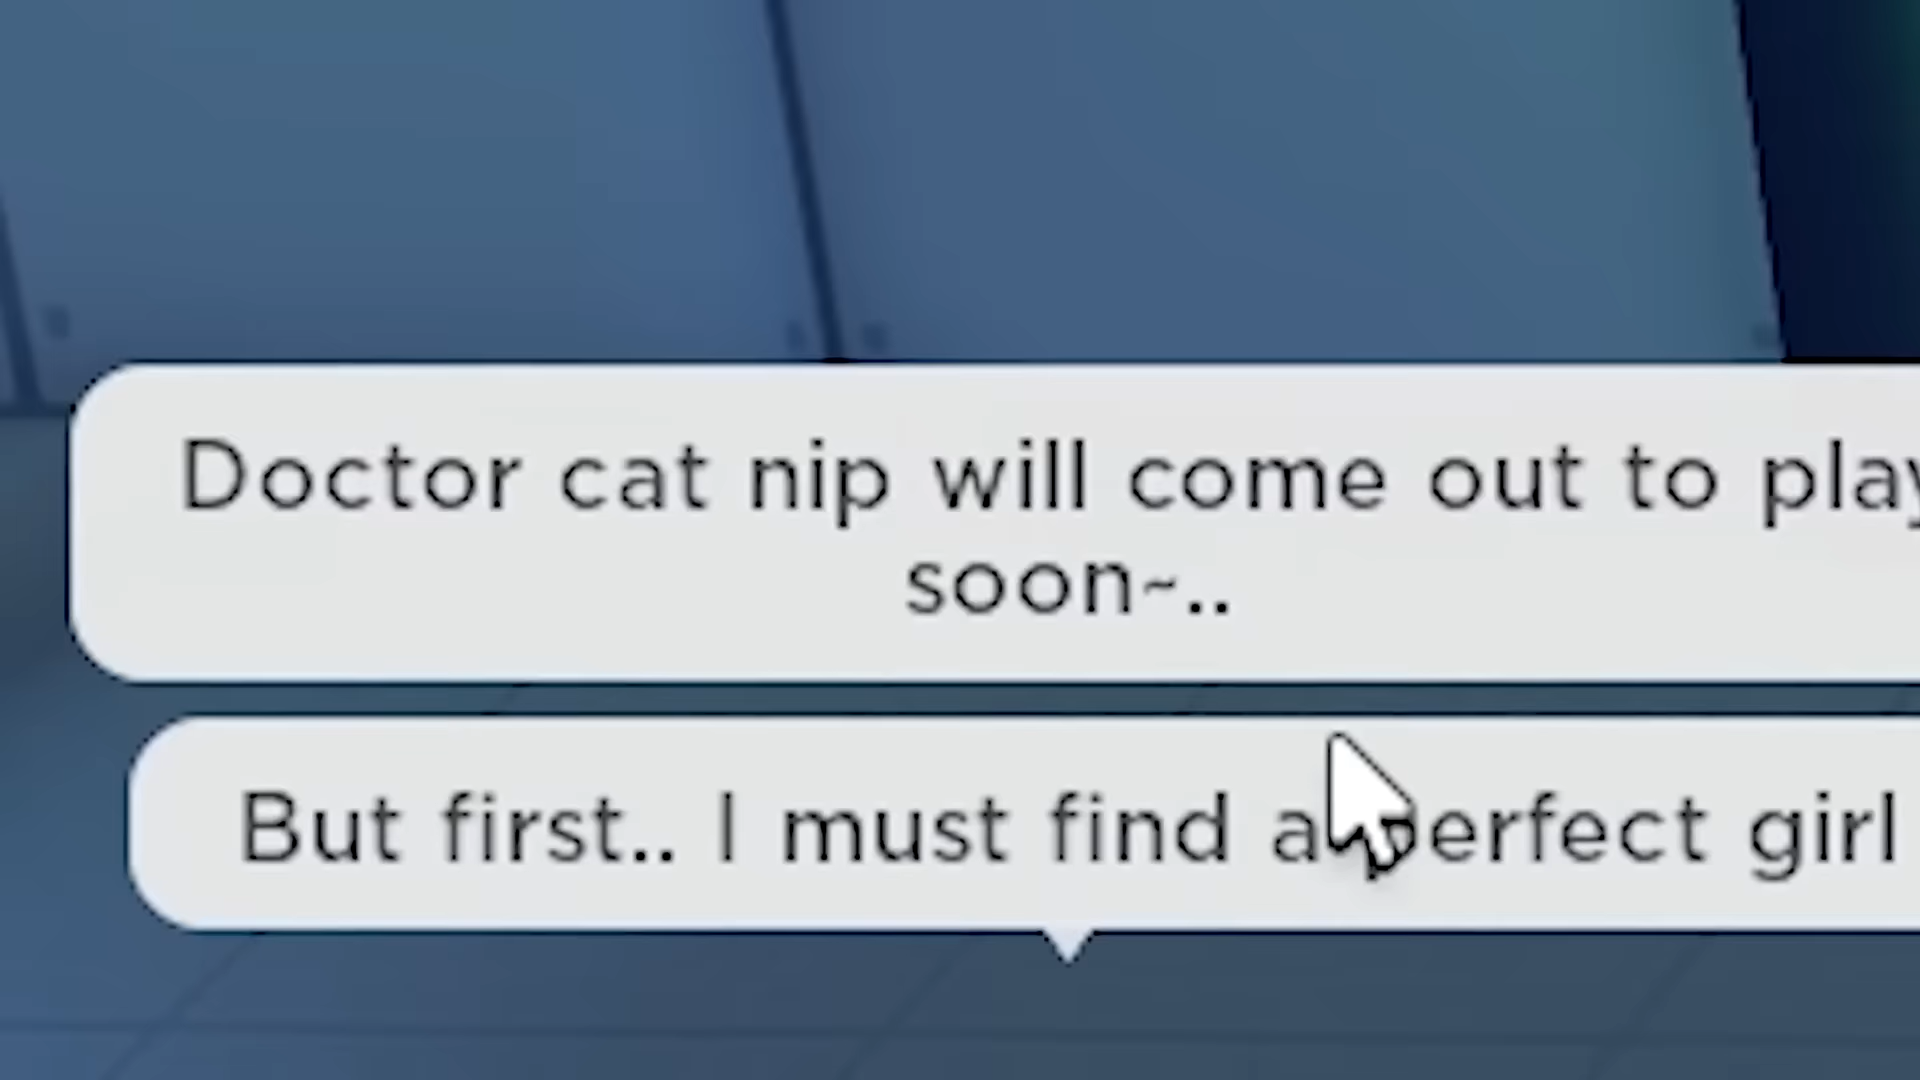 Doctor cat nip will come out to play
soon~..
But first.. I must find a perfect girl